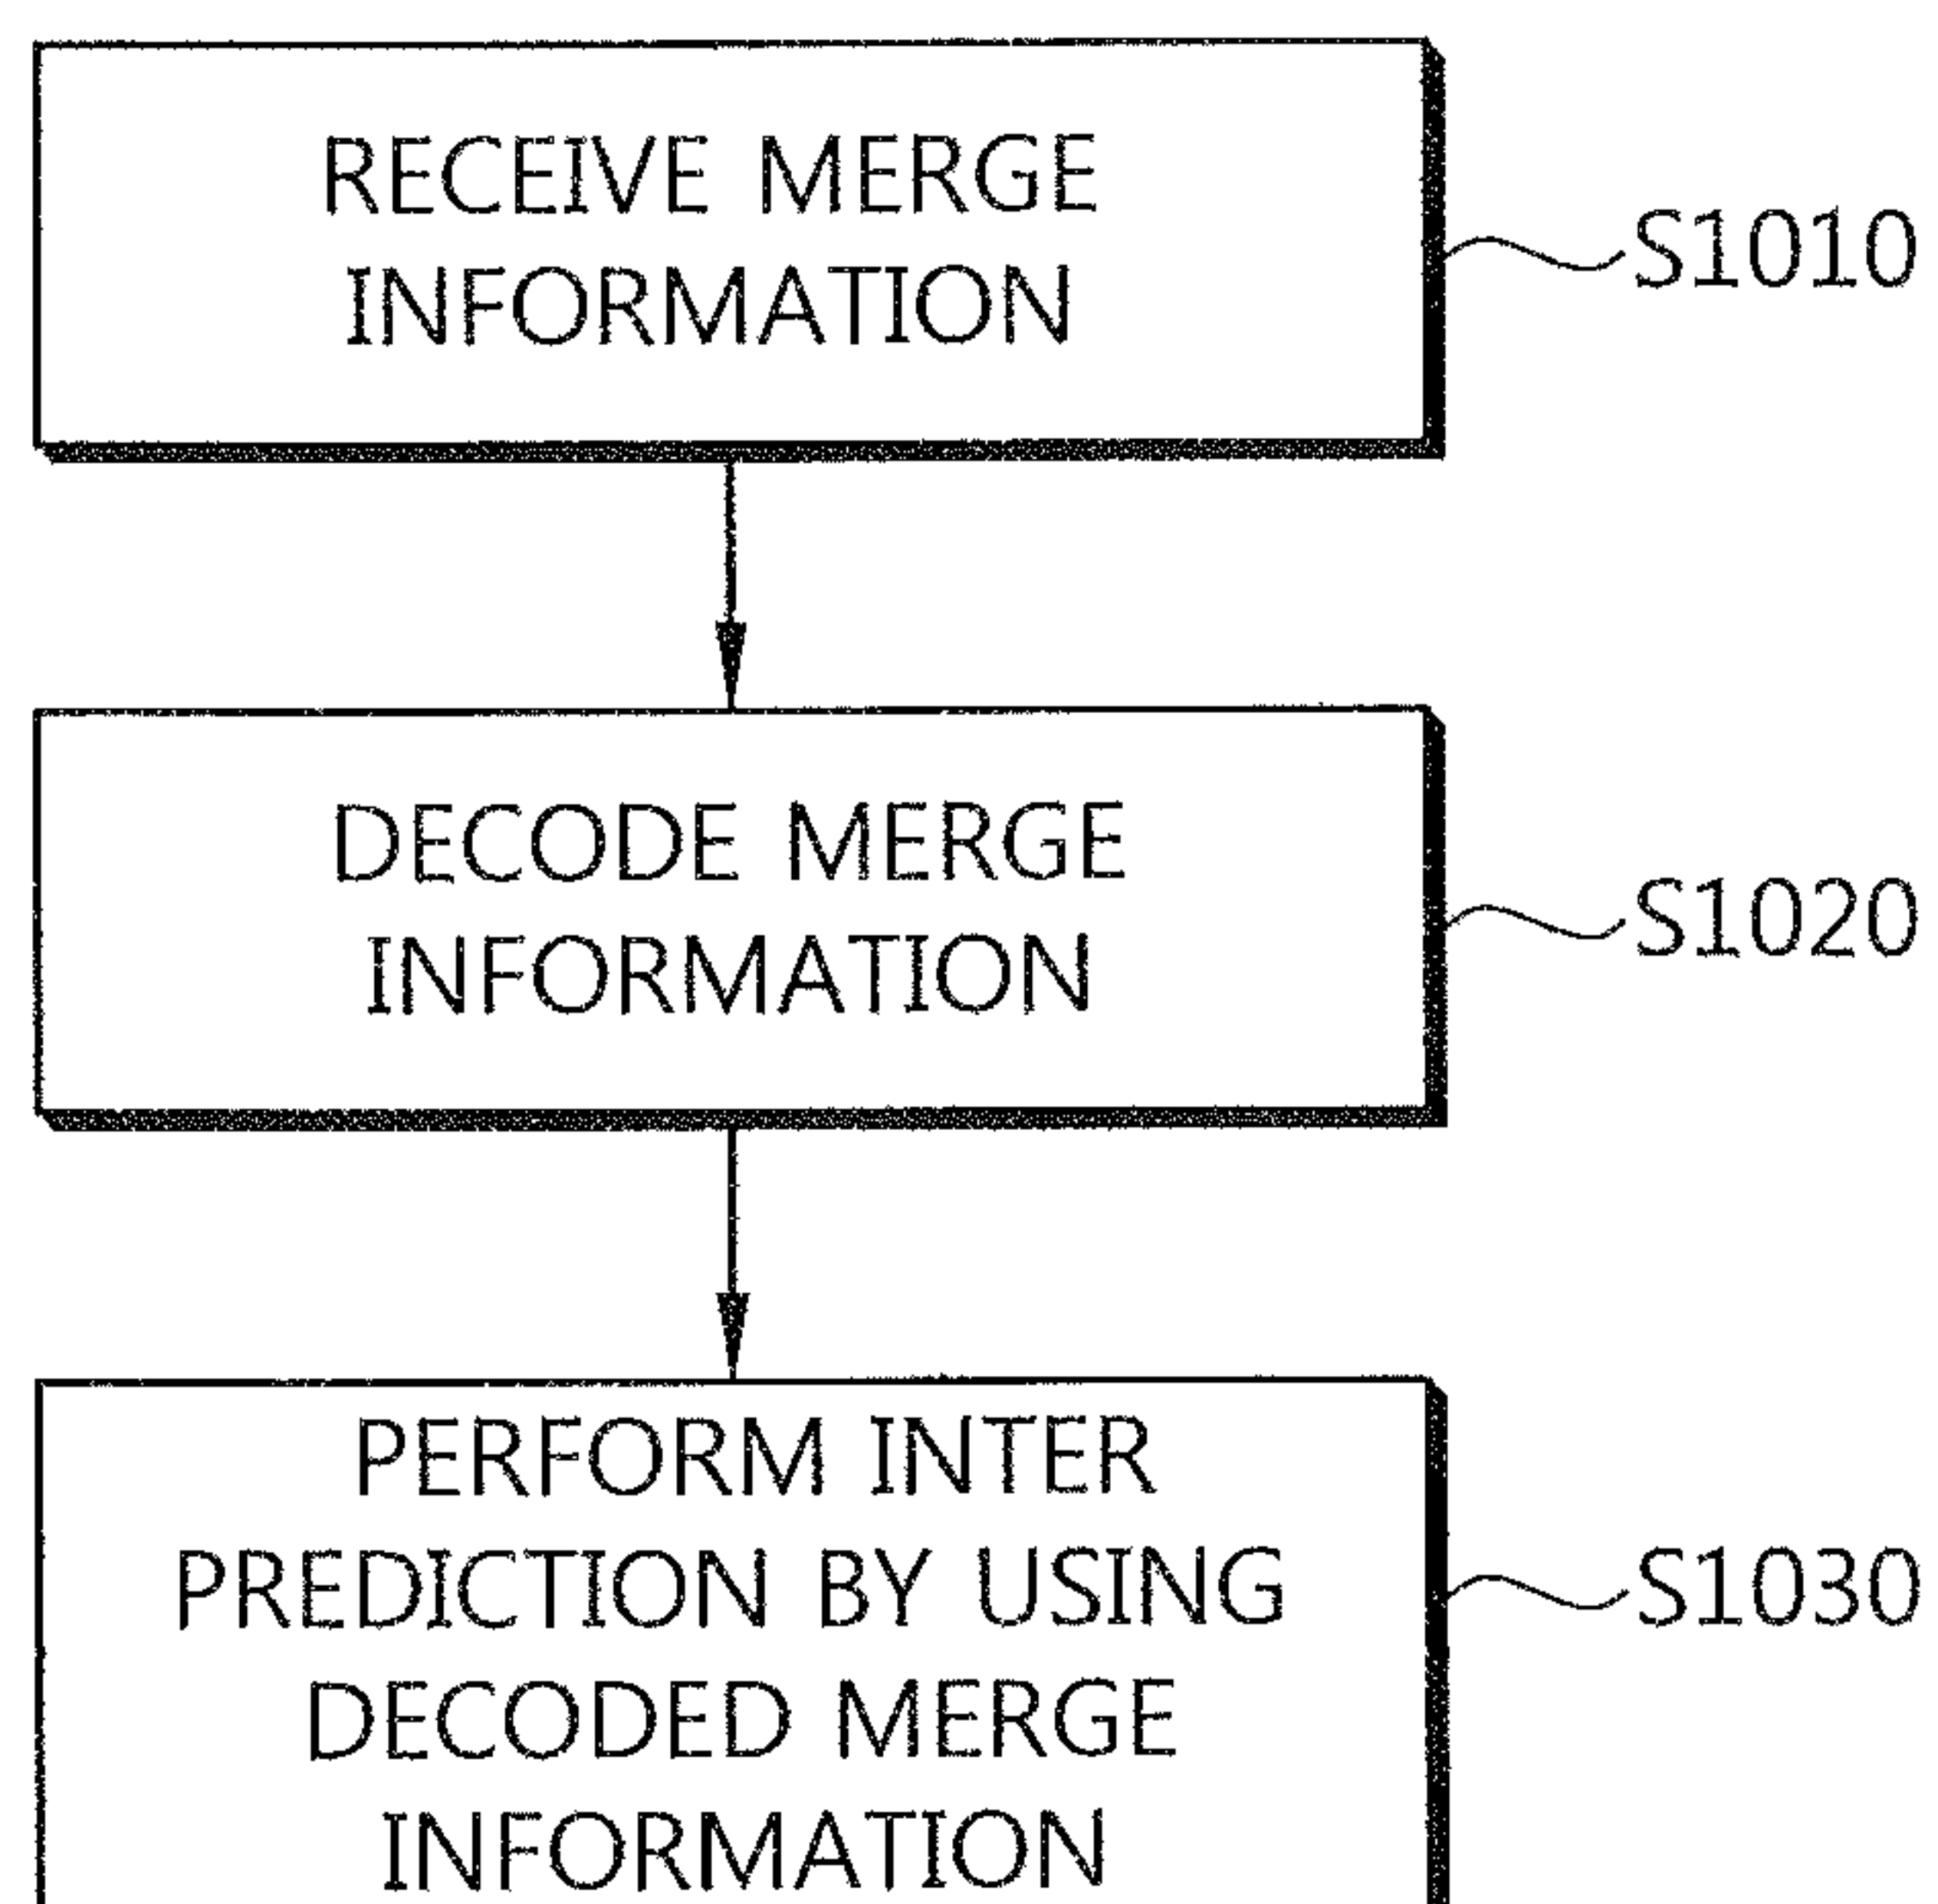 RECEIVE MERGE
INFORMATION
S1010
DECODE MERGE
INFORMATION
S1020
PERFORM INTER
PREDICTION BY USING
DECODED MERGE
INFORMATION
S1030